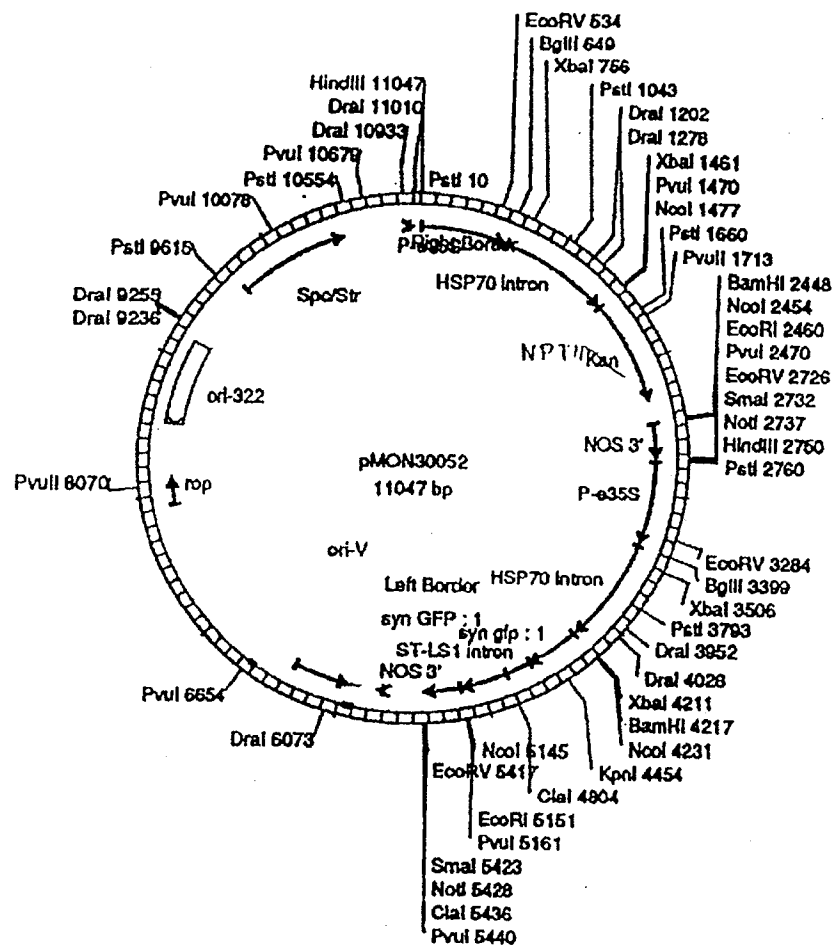 EcoRV 534
BglII 649
XbaI 756
PstI 1043
DraI 1202
DraI 1278
XbaI 1461
PvuI 1470
NcoI 1477
PstI 1660
PvuII 1713
BamHI 2448
NcoI 2454
EcoRI 2460
PvuI 2470
EcoRV 2726
SmaI 2732
NotI 2737
HindIII 2750
PstI 2760
EcoRV 3284
BglII 3399
XbaI 3506
PstI 3793
DraI 3952
DraI 4028
XbaI 4211
BamHI 4217
NcoI 4231
KpnI 4454
ClaI 4804
NcoI 5145
EcoRV 5417
EcoRI 5151
PvuI 5161
SmaI 5423
NotI 5428
ClaI 5436
PvuI 5440
DraI 6073
PvuI 6654
PvuII 8070
DraI 9236
DraI 9255
PstI 9615
PvuI 10078
PstI 10554
PvuI 10679
DraI 10933
DraI 11010
HindIII 11047
PstI 10
P-e35S
Right Border
HSP70 Intron
NPTII
Kan
NOS 3'
P-e35S
HSP70 Intron
syn gfp : 1
ST-LS1 intron
syn GFP : 1
NOS 3'
Left Border
ori-V
rop
ori-322
Spc/Str
pMON30052
11047 bp